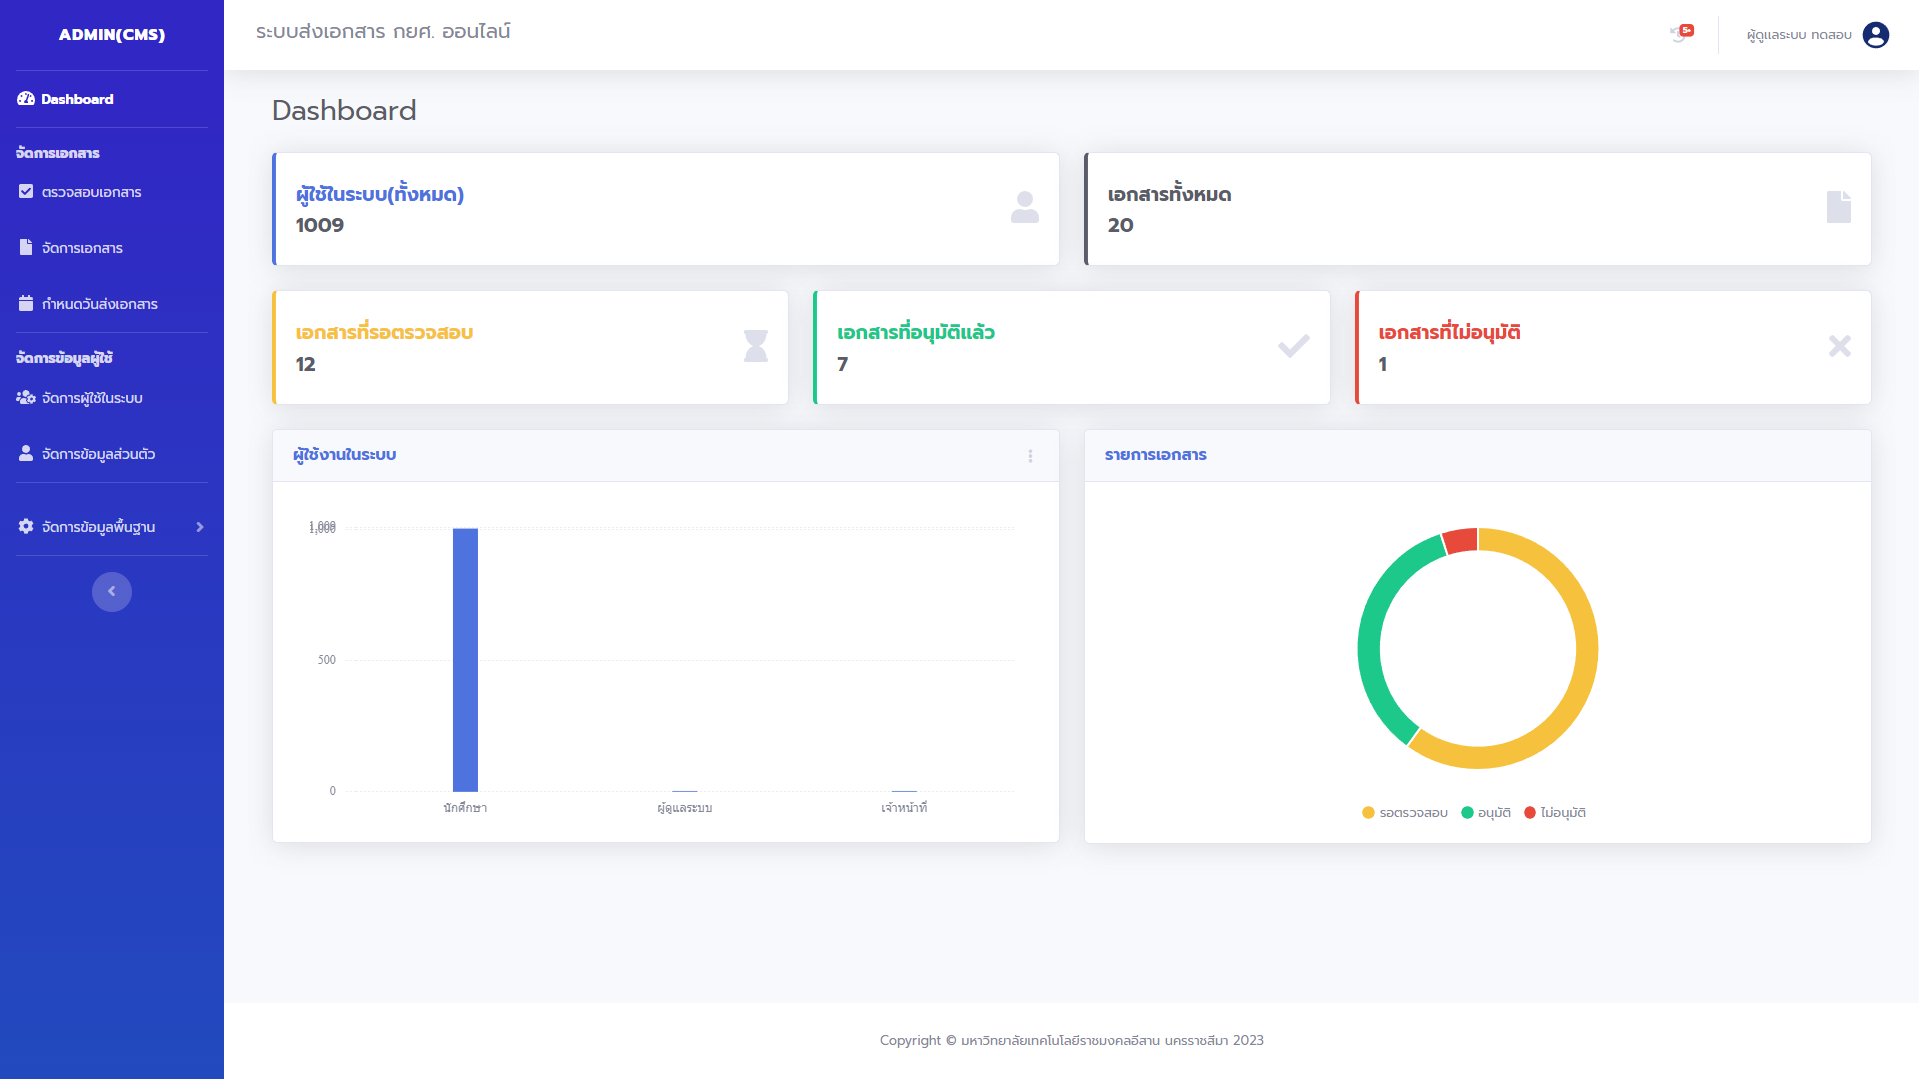 ADMIN(CMS)
Dashboard
จัดการเอกสาร
ตรวจสอบเอกสาร
จัดการเอกสาร
กำหนดวันส่งเอกสาร
จัดการข้อมูลผู้ใช้
จัดการผู้ใช้ในระบบ
จัดการข้อมูลส่วนตัว
จัดการข้อมูลพื้นฐาน
ระบบส่งเอกสาร กยศ. ออนไลน์
5+
ผู้ดูแลระบบ ทดสอบ
Dashboard
ผู้ใช้ในระบบ(ทั้งหมด)
1009
เอกสารทั้งหมด
20
เอกสารที่รอตรวจสอบ
12
เอกสารที่อนุมัติแล้ว
7
เอกสารที่ไม่อนุมัติ
1
ผู้ใช้งานในระบบ
1,000
500
0
นักศึกษา
ผู้ดูแลระบบ
เจ้าหน้าที่
รายการเอกสาร
รอตรวจสอบ
อนุมัติ
ไม่อนุมัติ
Copyright © มหาวิทยาลัยเทคโนโลยีราชมงคลอีสาน นครราชสีมา 2023